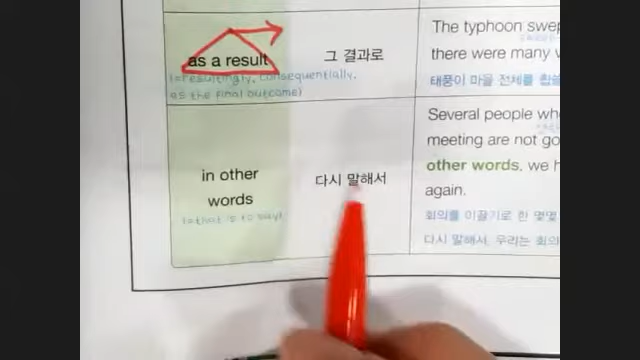 as a result
(=resultingly, consequentially,
as the final outcome)
그 결과로
The typhoon swep
there were many
태풍이 마을 전체를 휩쓸
in other
words
(=that is to say)
다시 말해서
Several people wh
meeting are not go
other words, we h
again.
회의를 이끌기로 한 몇몇
다시 말해서, 우리는 회의